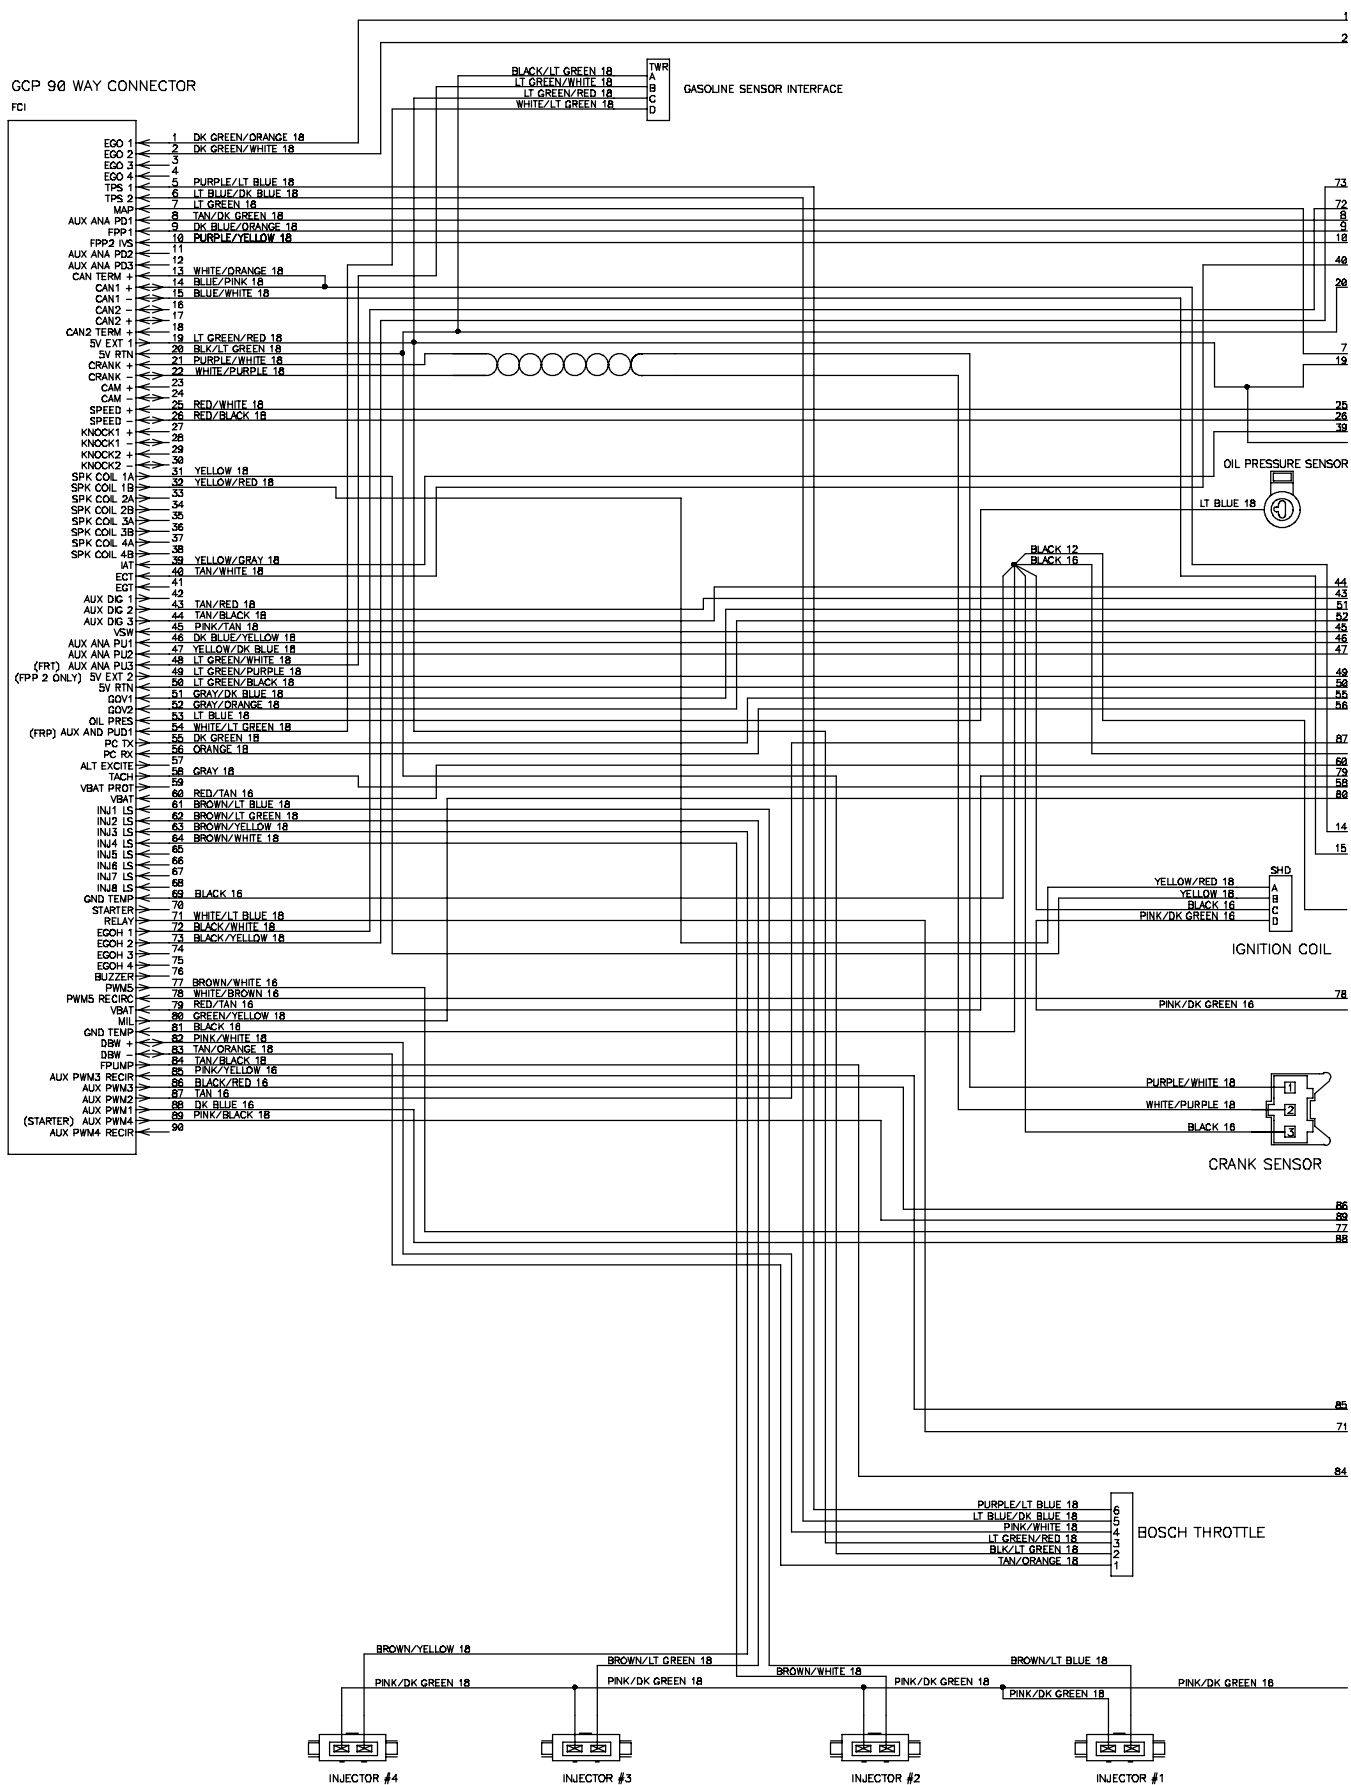 1
2
GCP 90 WAY CONNECTOR
FCI
BLACK/LT GREEN 18
LT GREEN/WHITE 18
LT GREEN/RED 18
WHITE/LT GREEN 18
TWR
A
B
C
D
GASOLINE SENSOR INTERFACE
EGO 1 1 DK GREEN/ORANGE 18
EGO 2 2 DK GREEN/WHITE 18
EGO 3 3
EGO 4 4
TPS 1 5 PURPLE/LT BLUE 18
TPS 2 6 LT BLUE/DK BLUE 18
MAP 7 LT GREEN 18
AUX ANA PD1 8 TAN/DK GREEN 18
FPP1 9 DK BLUE/ORANGE 18
FPP2 IVS 10 PURPLE/YELLOW 18
AUX ANA PD2 11
AUX ANA PD3 12
CAN TERM + 13 WHITE/ORANGE 18
CAN1 + 14 BLUE/PINK 18
CAN1 - 15 BLUE/WHITE 18
CAN2 - 16
CAN2 + 17
CAN2 TERM + 18
5V EXT 1 19 LT GREEN/RED 18
5V RTN 20 BLK/LT GREEN 18
CRANK + 21 PURPLE/WHITE 18
CRANK - 22 WHITE/PURPLE 18
CAM + 23
CAM - 24
SPEED + 25 RED/WHITE 18
SPEED - 26 RED/BLACK 18
KNOCK1 + 27
KNOCK1 - 28
KNOCK2 + 29
KNOCK2 - 30
SPK COIL 1A 31 YELLOW 18
SPK COIL 1B 32 YELLOW/RED 18
SPK COIL 2A 33
SPK COIL 2B 34
SPK COIL 3A 35
SPK COIL 3B 36
SPK COIL 4A 37
SPK COIL 4B 38
IAT 39 YELLOW/GRAY 18
ECT 40 TAN/WHITE 18
EGT 41
AUX DIG 1 42
AUX DIG 2 43 TAN/RED 18
AUX DIG 3 44 TAN/BLACK 18
VSW 45 PINK/TAN 18
AUX ANA PU1 46 DK BLUE/YELLOW 18
AUX ANA PU2 47 YELLOW/DK BLUE 18
(FRT) AUX ANA PU3 48 LT GREEN/WHITE 18
(FPP 2 ONLY) 5V EXT 2 49 LT GREEN/PURPLE 18
5V RTN 50 LT GREEN/BLACK 18
GOV1 51 GRAY/DK BLUE 18
GOV2 52 GRAY/ORANGE 18
OIL PRES 53 LT BLUE 18
(FRP) AUX AND PUD1 54 WHITE/LT GREEN 18
PC TX 55 DK GREEN 18
PC RX 56 ORANGE 18
ALT EXCITE 57
TACH 58 GRAY 18
VBAT PROT 59
VBAT 60 RED/TAN 16
INJ1 LS 61 BROWN/LT BLUE 18
INJ2 LS 62 BROWN/LT GREEN 18
INJ3 LS 63 BROWN/YELLOW 18
INJ4 LS 64 BROWN/WHITE 18
INJ5 LS 65
INJ6 LS 66
INJ7 LS 67
INJ8 LS 68
GND TEMP 69 BLACK 16
STARTER 70
RELAY 71 WHITE/LT BLUE 18
EGOH 1 72 BLACK/WHITE 18
EGOH 2 73 BLACK/YELLOW 18
EGOH 3 74
EGOH 4 75
BUZZER 76
PWM5 77 BROWN/WHITE 16
PWM5 RECIRC 78 WHITE/BROWN 16
VBAT 79 RED/TAN 16
MIL 80 GREEN/YELLOW 18
GND TEMP 81 BLACK 16
DBW + 82 PINK/WHITE 18
DBW - 83 TAN/ORANGE 18
FPUMP 84 TAN/BLACK 18
AUX PWM3 RECIR 85 PINK/YELLOW 16
AUX PWM3 86 BLACK/RED 16
AUX PWM2 87 TAN 16
AUX PWM1 88 DK BLUE 16
(STARTER) AUX PWM4 89 PINK/BLACK 18
AUX PWM4 RECIR 90
73
72
8
9
10
40
20
7
19
25
26
39
OIL PRESSURE SENSOR
LT BLUE 18
BLACK 12
BLACK 16
44
43
51
52
45
46
47
49
50
55
56
87
60
79
58
80
14
15
SHD
YELLOW/RED 18 A
YELLOW 18 B
BLACK 16 C
PINK/DK GREEN 16 D
IGNITION COIL
78
PINK/DK GREEN 16
PURPLE/WHITE 18 1
WHITE/PURPLE 18 2
BLACK 16 3
CRANK SENSOR
86
89
77
88
85
71
84
PURPLE/LT BLUE 18 6
LT BLUE/DK BLUE 18 5
PINK/WHITE 18 4
LT GREEN/RED 18 3
BLK/LT GREEN 18 2
TAN/ORANGE 18 1
BOSCH THROTTLE
BROWN/YELLOW 18
BROWN/LT GREEN 18
BROWN/WHITE 18
BROWN/LT BLUE 18
PINK/DK GREEN 18
PINK/DK GREEN 18
PINK/DK GREEN 18
PINK/DK GREEN 18
PINK/DK GREEN 16
INJECTOR #4
INJECTOR #3
INJECTOR #2
INJECTOR #1